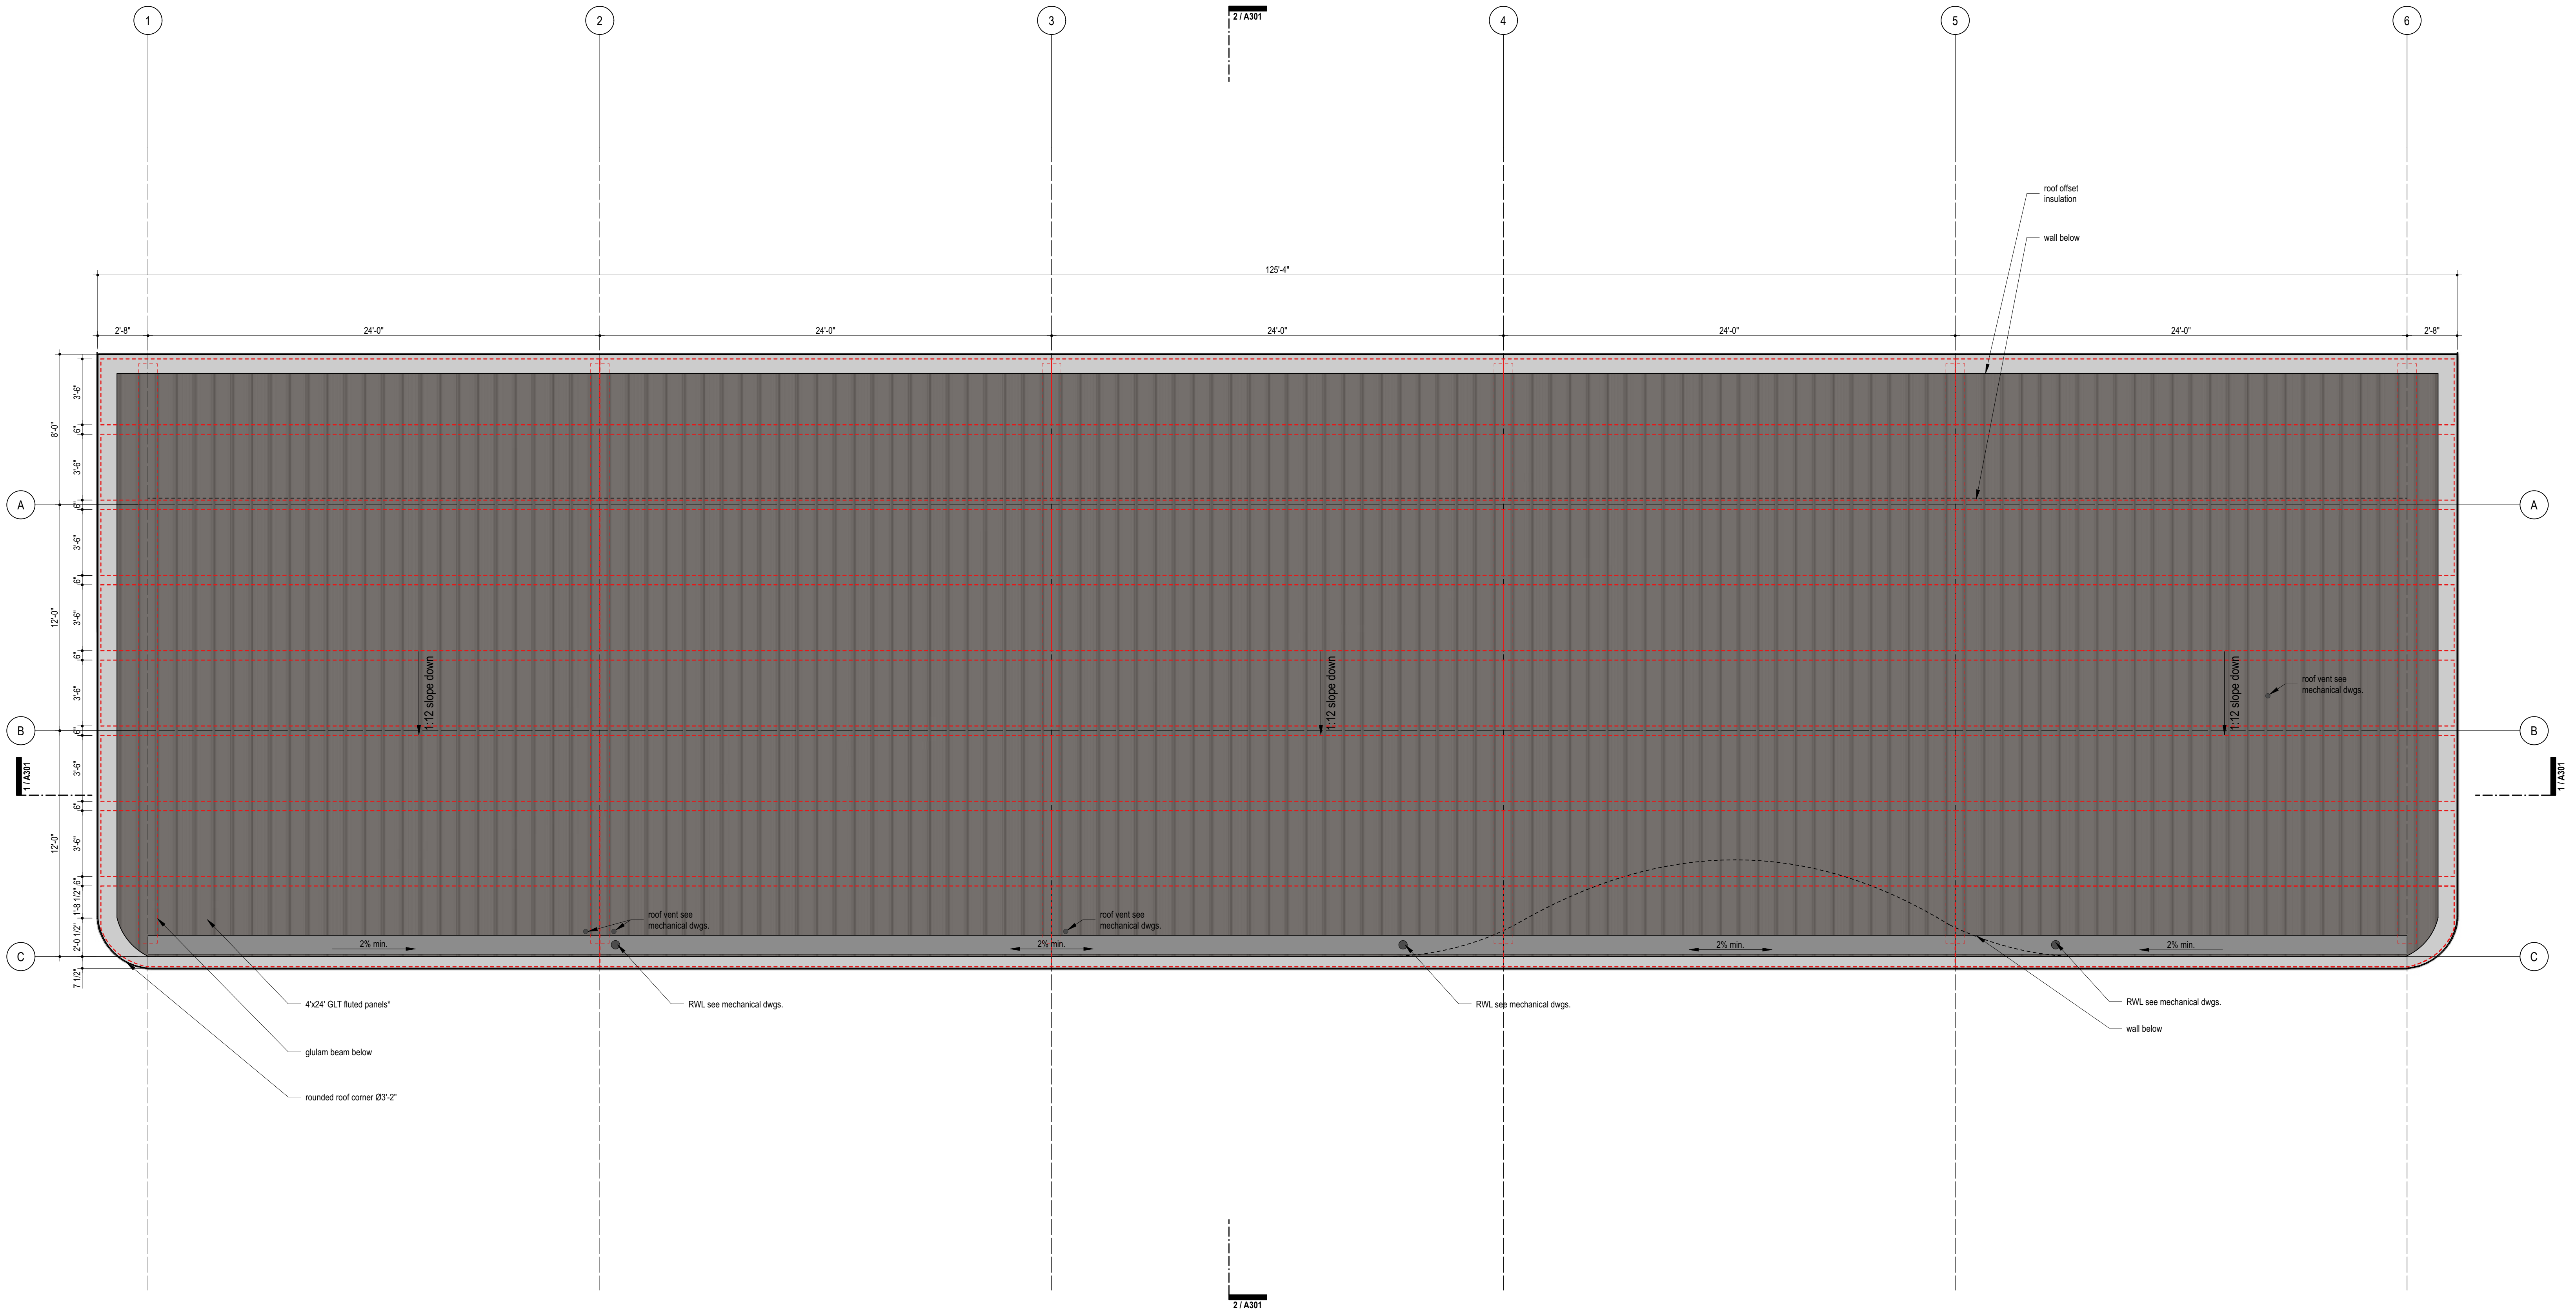 1
2
3
4
5
6
2 / A301
roof offset
insulation
wall below
125'-4"
2'-8"
24'-0"
24'-0"
24'-0"
24'-0"
24'-0"
2'-8"
8'-0"
12'-0"
12'-0"
3'-6"
6"
3'-6"
6"
3'-6"
6"
3'-6"
6"
3'-6"
6"
3'-6"
6"
3'-6"
6"
1'-8 1/2"
2'-0 1/2"
7 1/2"
A
A
B
B
C
C
1 / A301
1 / A301
1:12 slope down
1:12 slope down
1:12 slope down
roof vent see
mechanical dwgs.
roof vent see
mechanical dwgs.
roof vent see
mechanical dwgs.
2% min.
2% min.
2% min.
2% min.
4'x24' GLT fluted panels"
RWL see mechanical dwgs.
RWL see mechanical dwgs.
RWL see mechanical dwgs.
wall below
glulam beam below
rounded roof corner Ø3'-2"
2 / A301